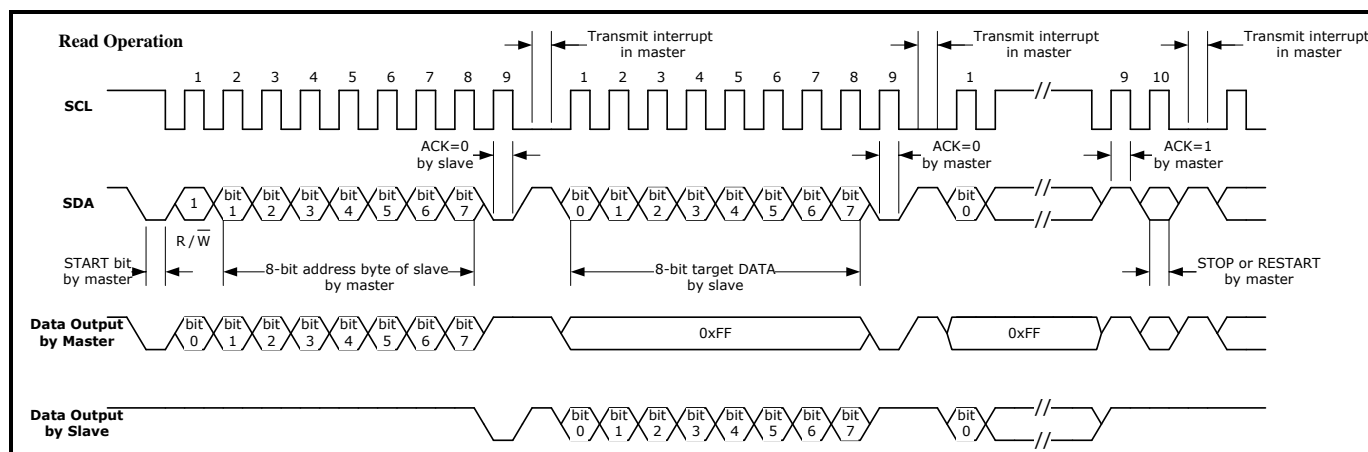 Read Operation
Transmit interrupt
in master
Transmit interrupt
in master
Transmit interrupt
in master
SCL
1 2 3 4 5 6 7 8 9 1 2 3 4 5 6 7 8 9 1 // 9 10
ACK=0
by slave
ACK=0
by master
ACK=1
by master
SDA
1 bit 1 bit 2 bit 3 bit 4 bit 5 bit 6 bit 7 bit 0 bit 1 bit 2 bit 3 bit 4 bit 5 bit 6 bit 7 bit 0 //
R / W
START bit
by master
8-bit address byte of slave
by master
8-bit target DATA
by slave
STOP or RESTART
by master
Data Output
by Master
bit 0 bit 1 bit 2 bit 3 bit 4 bit 5 bit 6 bit 7 0xFF 0xFF
Data Output
by Slave
bit 0 bit 1 bit 2 bit 3 bit 4 bit 5 bit 6 bit 7 bit 0 //